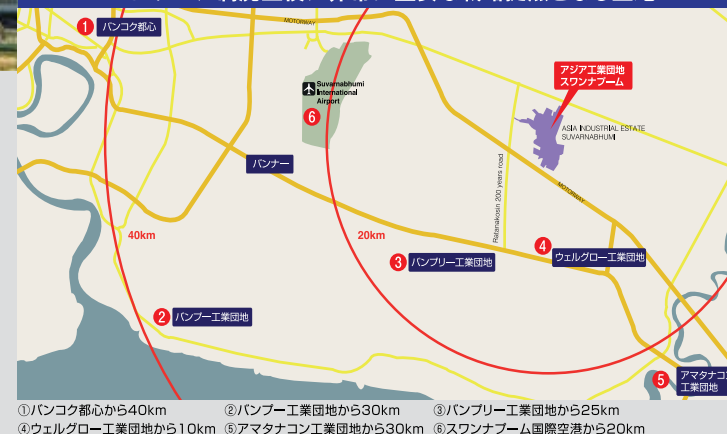 ① バンコク都心
MOTORWAY
Suvarnabhumi
International
Airport
⑥
アジア工業団地
スワンナプーム
ASIA INDUSTRIAL ESTATE
SUVARNABHUMI
バンナー
Ratanakosin 200 years road
MOTORWAY
40km
20km
③ バンプリー工業団地
④ ウェルグロー工業団地
② バンプー工業団地
⑤ アマタナコン
工業団地
①バンコク都心から40km ②バンプー工業団地から30km ③バンプリー工業団地から25km
④ウェルグロー工業団地から10km ⑤アマタナコン工業団地から30km ⑥スワンナプーム国際空港から20km